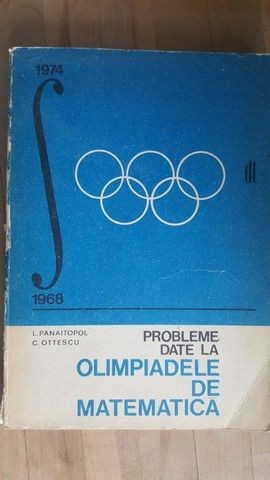 1974
∫ dt
1968
L. PANAITOPOL
C. OTTESCU
PROBLEME
DATE LA
OLIMPIADELE
DE
MATEMATICA